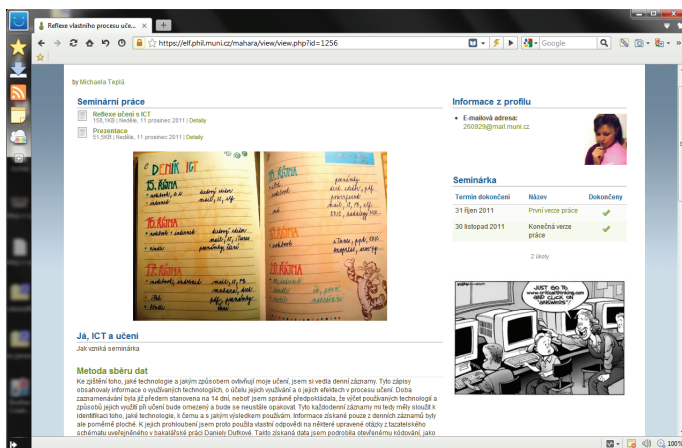 Reflexe vlastního procesu uče...
https://elf.phil.muni.cz/mahara/view/view.php?id=1256
Google
by Michaela Teplá
Seminární práce
Reflexe učení s ICT
158,1KB | Neděle, 11 prosinec 2011 | Detaily
Prezentace
51,5KB | Neděle, 11 prosinec 2011 | Detaily
DENÍK ICT
15. ŘÍJNA
16. ŘÍJNA
17. ŘÍJNA
18. ŘÍJNA
19. ŘÍJNA
20. ŘÍJNA
Já, ICT a učení
Jak vzniká seminárka
Metoda sběru dat
Ke zjištění toho, jaké technologie a jakým způsobem ovlivňují moje učení, jsem si vedla denní záznamy. Tyto zápisy
obsahovaly informace o využívaných technologiích, o účelu jejich využívání a o jejich efektech v procesu učení. Doba
zaznamenávání byla již předem stanovena na 14 dní, neboť jsem správně předpokládala, že výčet používaných technologií a
způsobů jejich využití při učení bude omezený a bude se neustále opakovat. Tyto každodenní záznamy mi tedy měly sloužit k
identifikaci toho, jaké technologie, k čemu a s jakým výsledkem používám. Informace získané pouze z denních záznamů byly
ale poměrně ploché. K jejich prohloubení jsem proto použila vlastní odpovědi na některé upravené otázky z tazatelského
schématu uveřejněného v bakalářské práci Daniely Dufkové. Takto získaná data jsem podrobila otevřenému kódování, jako
Informace z profilu
E-mailová adresa:
260929@mail.muni.cz
Seminárka
Termín dokončení Název Dokončeny
31 říjen 2011 První verze práce
30 listopad 2011 Konečná verze
práce
2 úkoly
JUST GO TO
www.criticalthinking.com
AND CLICK ON
"ANSWERS"!
100%